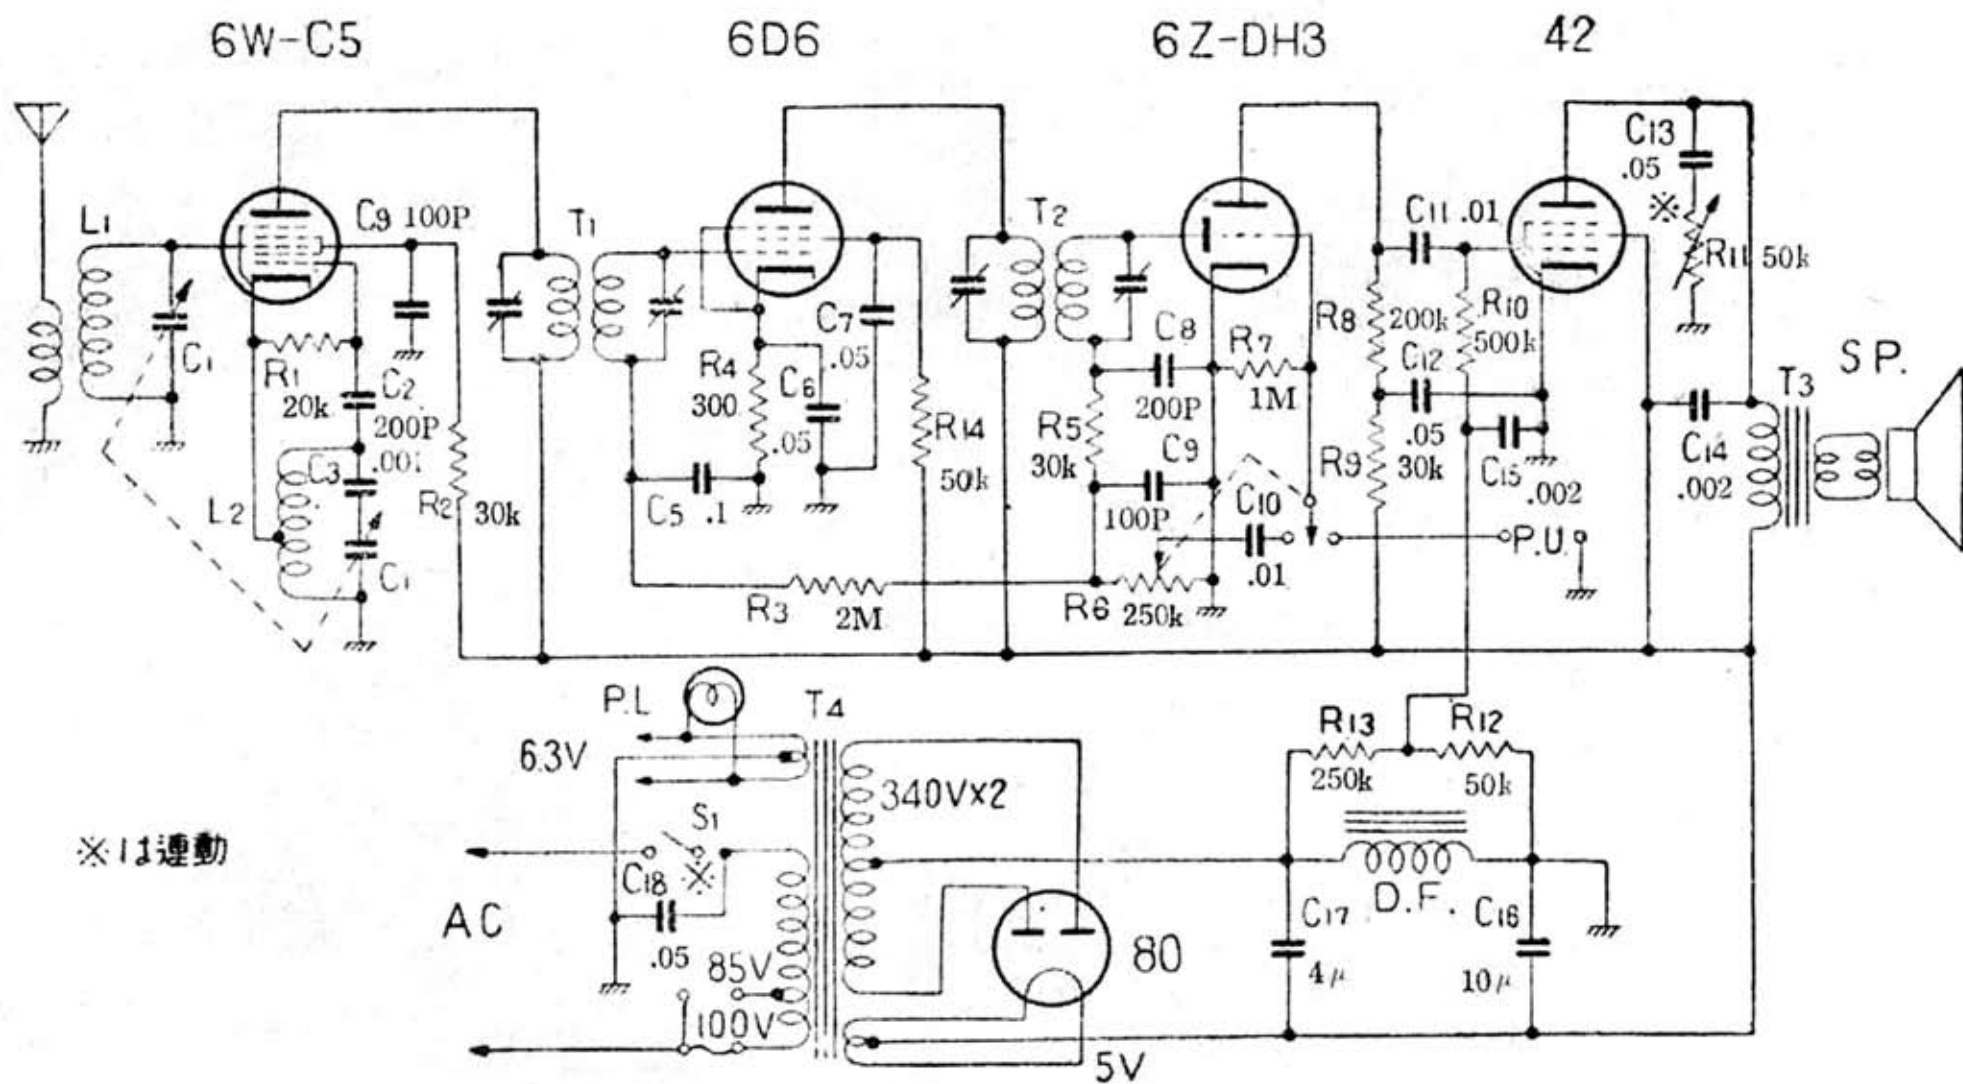 6W-C5
6D6
6Z-DH3
42
L1
C1
C9 100P
R1
20k
C2
200P
C3
.001
L2
C1
R2
30k
T1
R4
300
C6
.05
C7
.05
R14
50k
C5 .1
R3
2M
T2
C8
200P
R7
1M
R5
30k
C9
100P
C10
.01
R6
250k
R8
200k
C11 .01
R10
500k
C12
.05
R9
30k
C15
.002
P.U.
C13
.05
※
R11 50k
C14
.002
T3
SP.
P.L
6.3V
T4
340V×2
S1
※
C18
.05
AC
85V
100V
80
5V
R13
250k
R12
50k
D.F.
C17
4μ
C16
10μ
※は連動